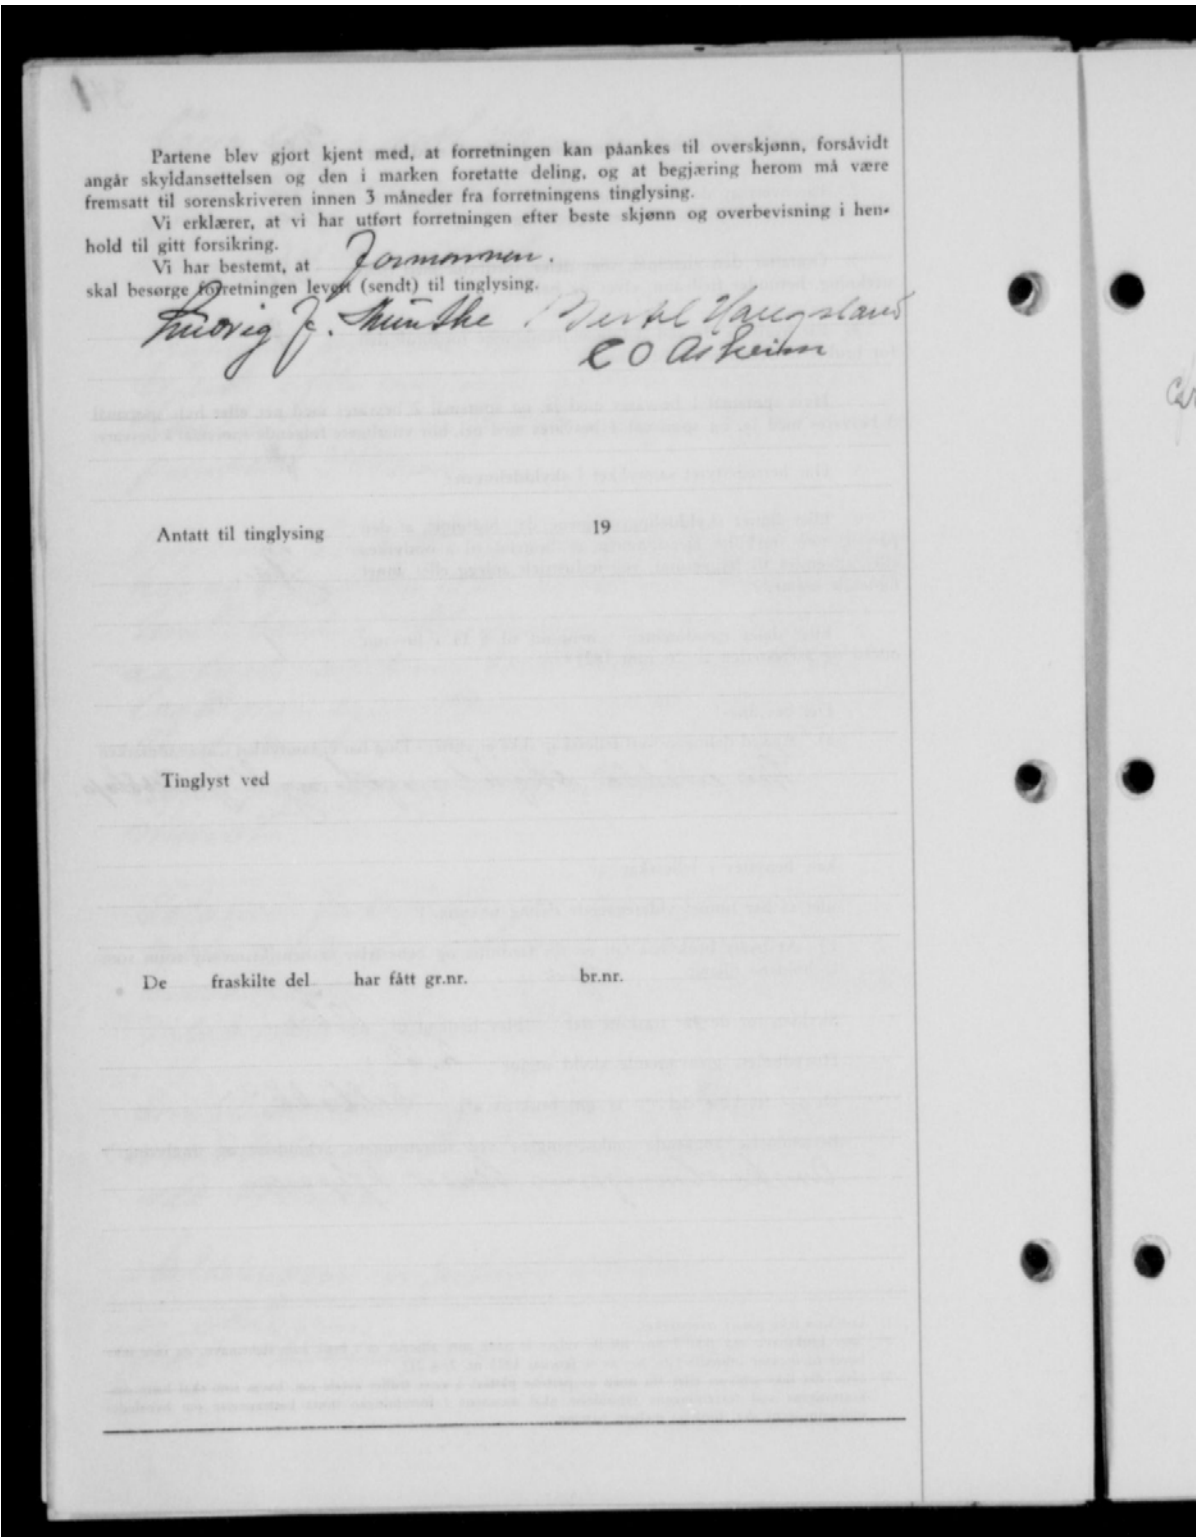 Partene blev gjort kjent med, at forretningen kan påankes til overskjønn, forsåvidt
angår skyldansettelsen og den i marken foretatte deling, og at begjæring herom må være
fremsatt til sorenskriveren innen 3 måneder fra forretningens tinglysing.
Vi erklærer, at vi har utført forretningen efter beste skjønn og overbevisning i hen-
hold til gitt forsikring.
Vi har bestemt, at Formannen.
skal besørge forretningen levert (sendt) til tinglysing.
Ludvig J. Munthe Bertel Haugsland
C O Askeim
Antatt til tinglysing 19
Tinglyst ved
De fraskilte del har fått gr.nr. br.nr.